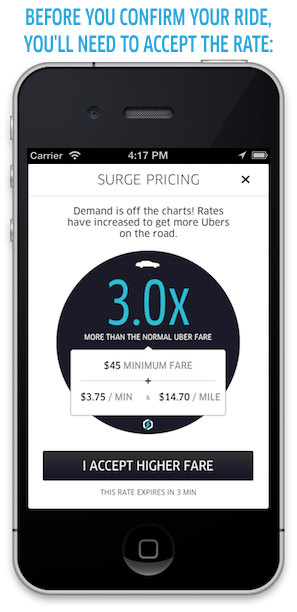 BEFORE YOU CONFIRM YOUR RIDE,
YOU'LL NEED TO ACCEPT THE RATE:
Carrier 4:17 PM
SURGE PRICING ×
Demand is off the charts! Rates
have increased to get more Ubers
on the road.
3.0x
MORE THAN THE NORMAL UBER FARE
$45 MINIMUM FARE
+
$3.75 / MIN & $14.70 / MILE
I ACCEPT HIGHER FARE
THIS RATE EXPIRES IN 3 MIN